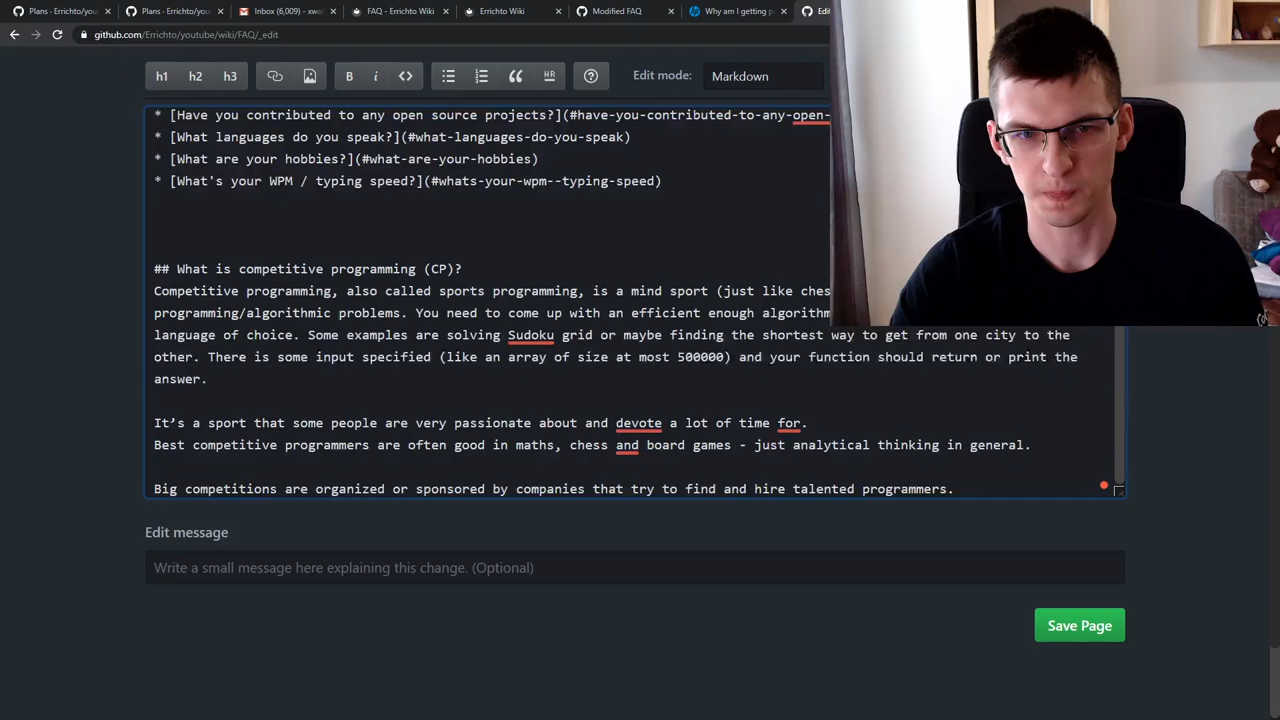 Plans · Errichto/you
Plans · Errichto/yout
Inbox (6,009) - xwol
FAQ - Errichto Wiki
Errichto Wiki
Modified FAQ
Why am I getting p
Edi
github.com/Errichto/youtube/wiki/FAQ/_edit
h1 h2 h3 B i Edit mode: Markdown
* [Have you contributed to any open source projects?](#have-you-contributed-to-any-open-
* [What languages do you speak?](#what-languages-do-you-speak)
* [What are your hobbies?](#what-are-your-hobbies)
* [What's your WPM / typing speed?](#whats-your-wpm--typing-speed)
## What is competitive programming (CP)?
Competitive programming, also called sports programming, is a mind sport (just like ches
programming/algorithmic problems. You need to come up with an efficient enough algorithm
language of choice. Some examples are solving Sudoku grid or maybe finding the shortest way to get from one city to the
other. There is some input specified (like an array of size at most 500000) and your function should return or print the
answer.
It’s a sport that some people are very passionate about and devote a lot of time for.
Best competitive programmers are often good in maths, chess and board games - just analytical thinking in general.
Big competitions are organized or sponsored by companies that try to find and hire talented programmers.
Edit message
Write a small message here explaining this change. (Optional)
Save Page